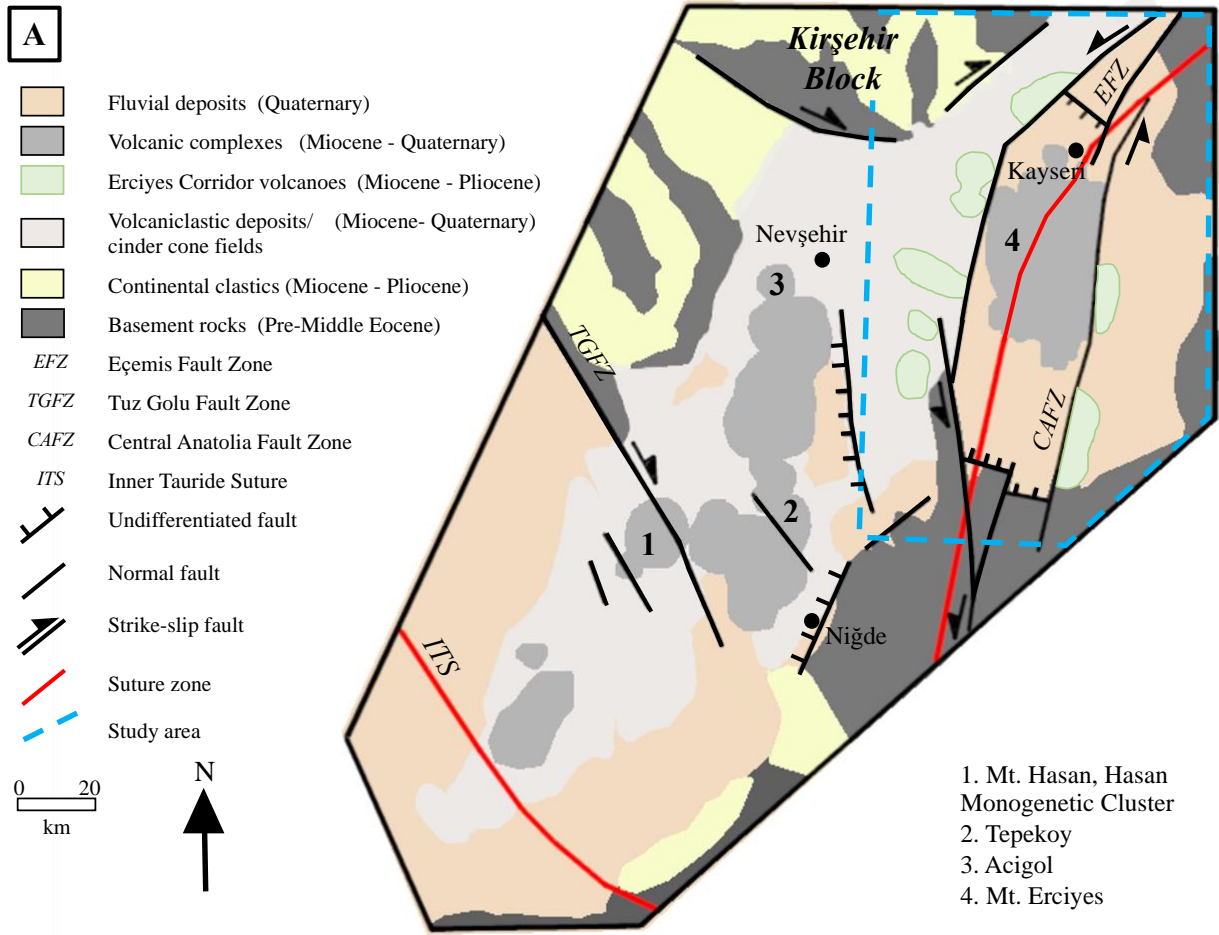 A
Fluvial deposits (Quaternary)
Volcanic complexes (Miocene - Quaternary)
Erciyes Corridor volcanoes (Miocene - Pliocene)
Volcaniclastic deposits/ (Miocene- Quaternary)
cinder cone fields
Continental clastics (Miocene - Pliocene)
Basement rocks (Pre-Middle Eocene)
EFZ Eçemis Fault Zone
TGFZ Tuz Golu Fault Zone
CAFZ Central Anatolia Fault Zone
ITS Inner Tauride Suture
Undifferentiated fault
Normal fault
Strike-slip fault
Suture zone
Study area
0 20
km
N
Kirşehir
Block
EFZ
Kayseri
4
Nevşehir
3
TGFZ
CAFZ
2
1
Niğde
ITS
1. Mt. Hasan, Hasan
Monogenetic Cluster
2. Tepekoy
3. Acigol
4. Mt. Erciyes